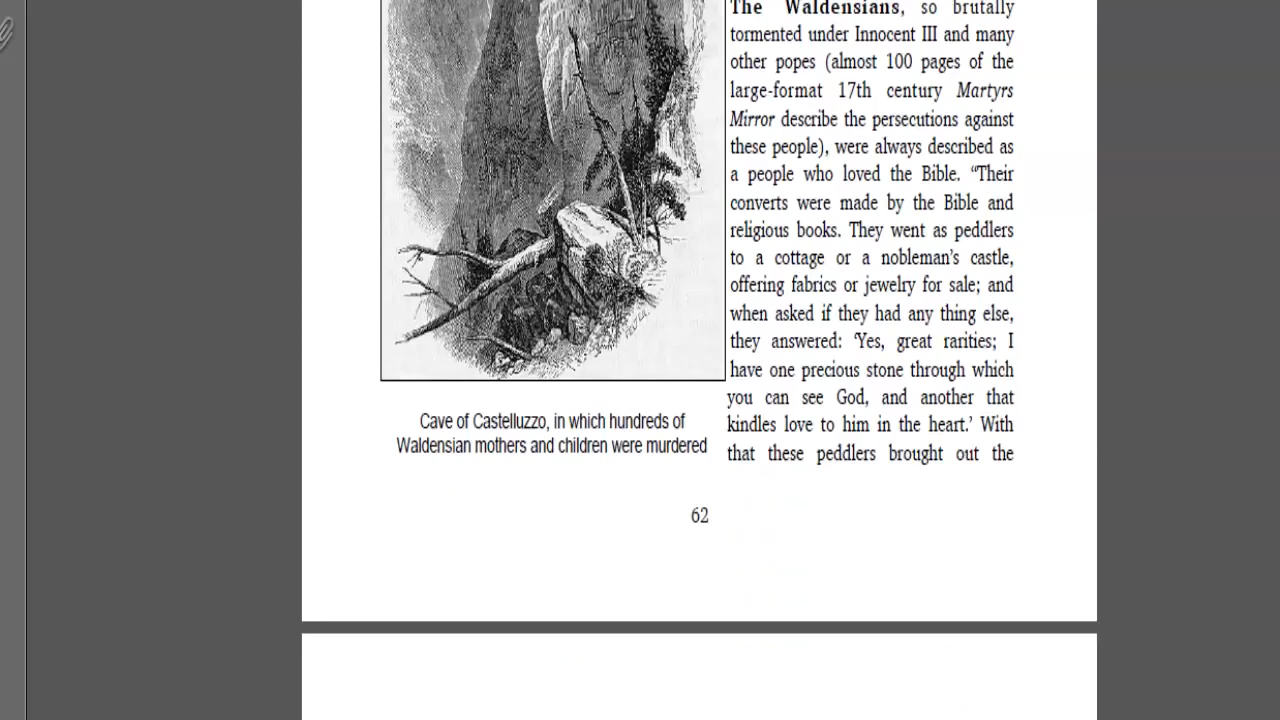 The Waldensians, so brutally
tormented under Innocent III and many
other popes (almost 100 pages of the
large-format 17th century Martyrs
Mirror describe the persecutions against
these people), were always described as
a people who loved the Bible. “Their
converts were made by the Bible and
religious books. They went as peddlers
to a cottage or a nobleman’s castle,
offering fabrics or jewelry for sale; and
when asked if they had any thing else,
they answered: ‘Yes, great rarities; I
have one precious stone through which
you can see God, and another that
kindles love to him in the heart.’ With
that these peddlers brought out the
Cave of Castelluzzo, in which hundreds of
Waldensian mothers and children were murdered
62